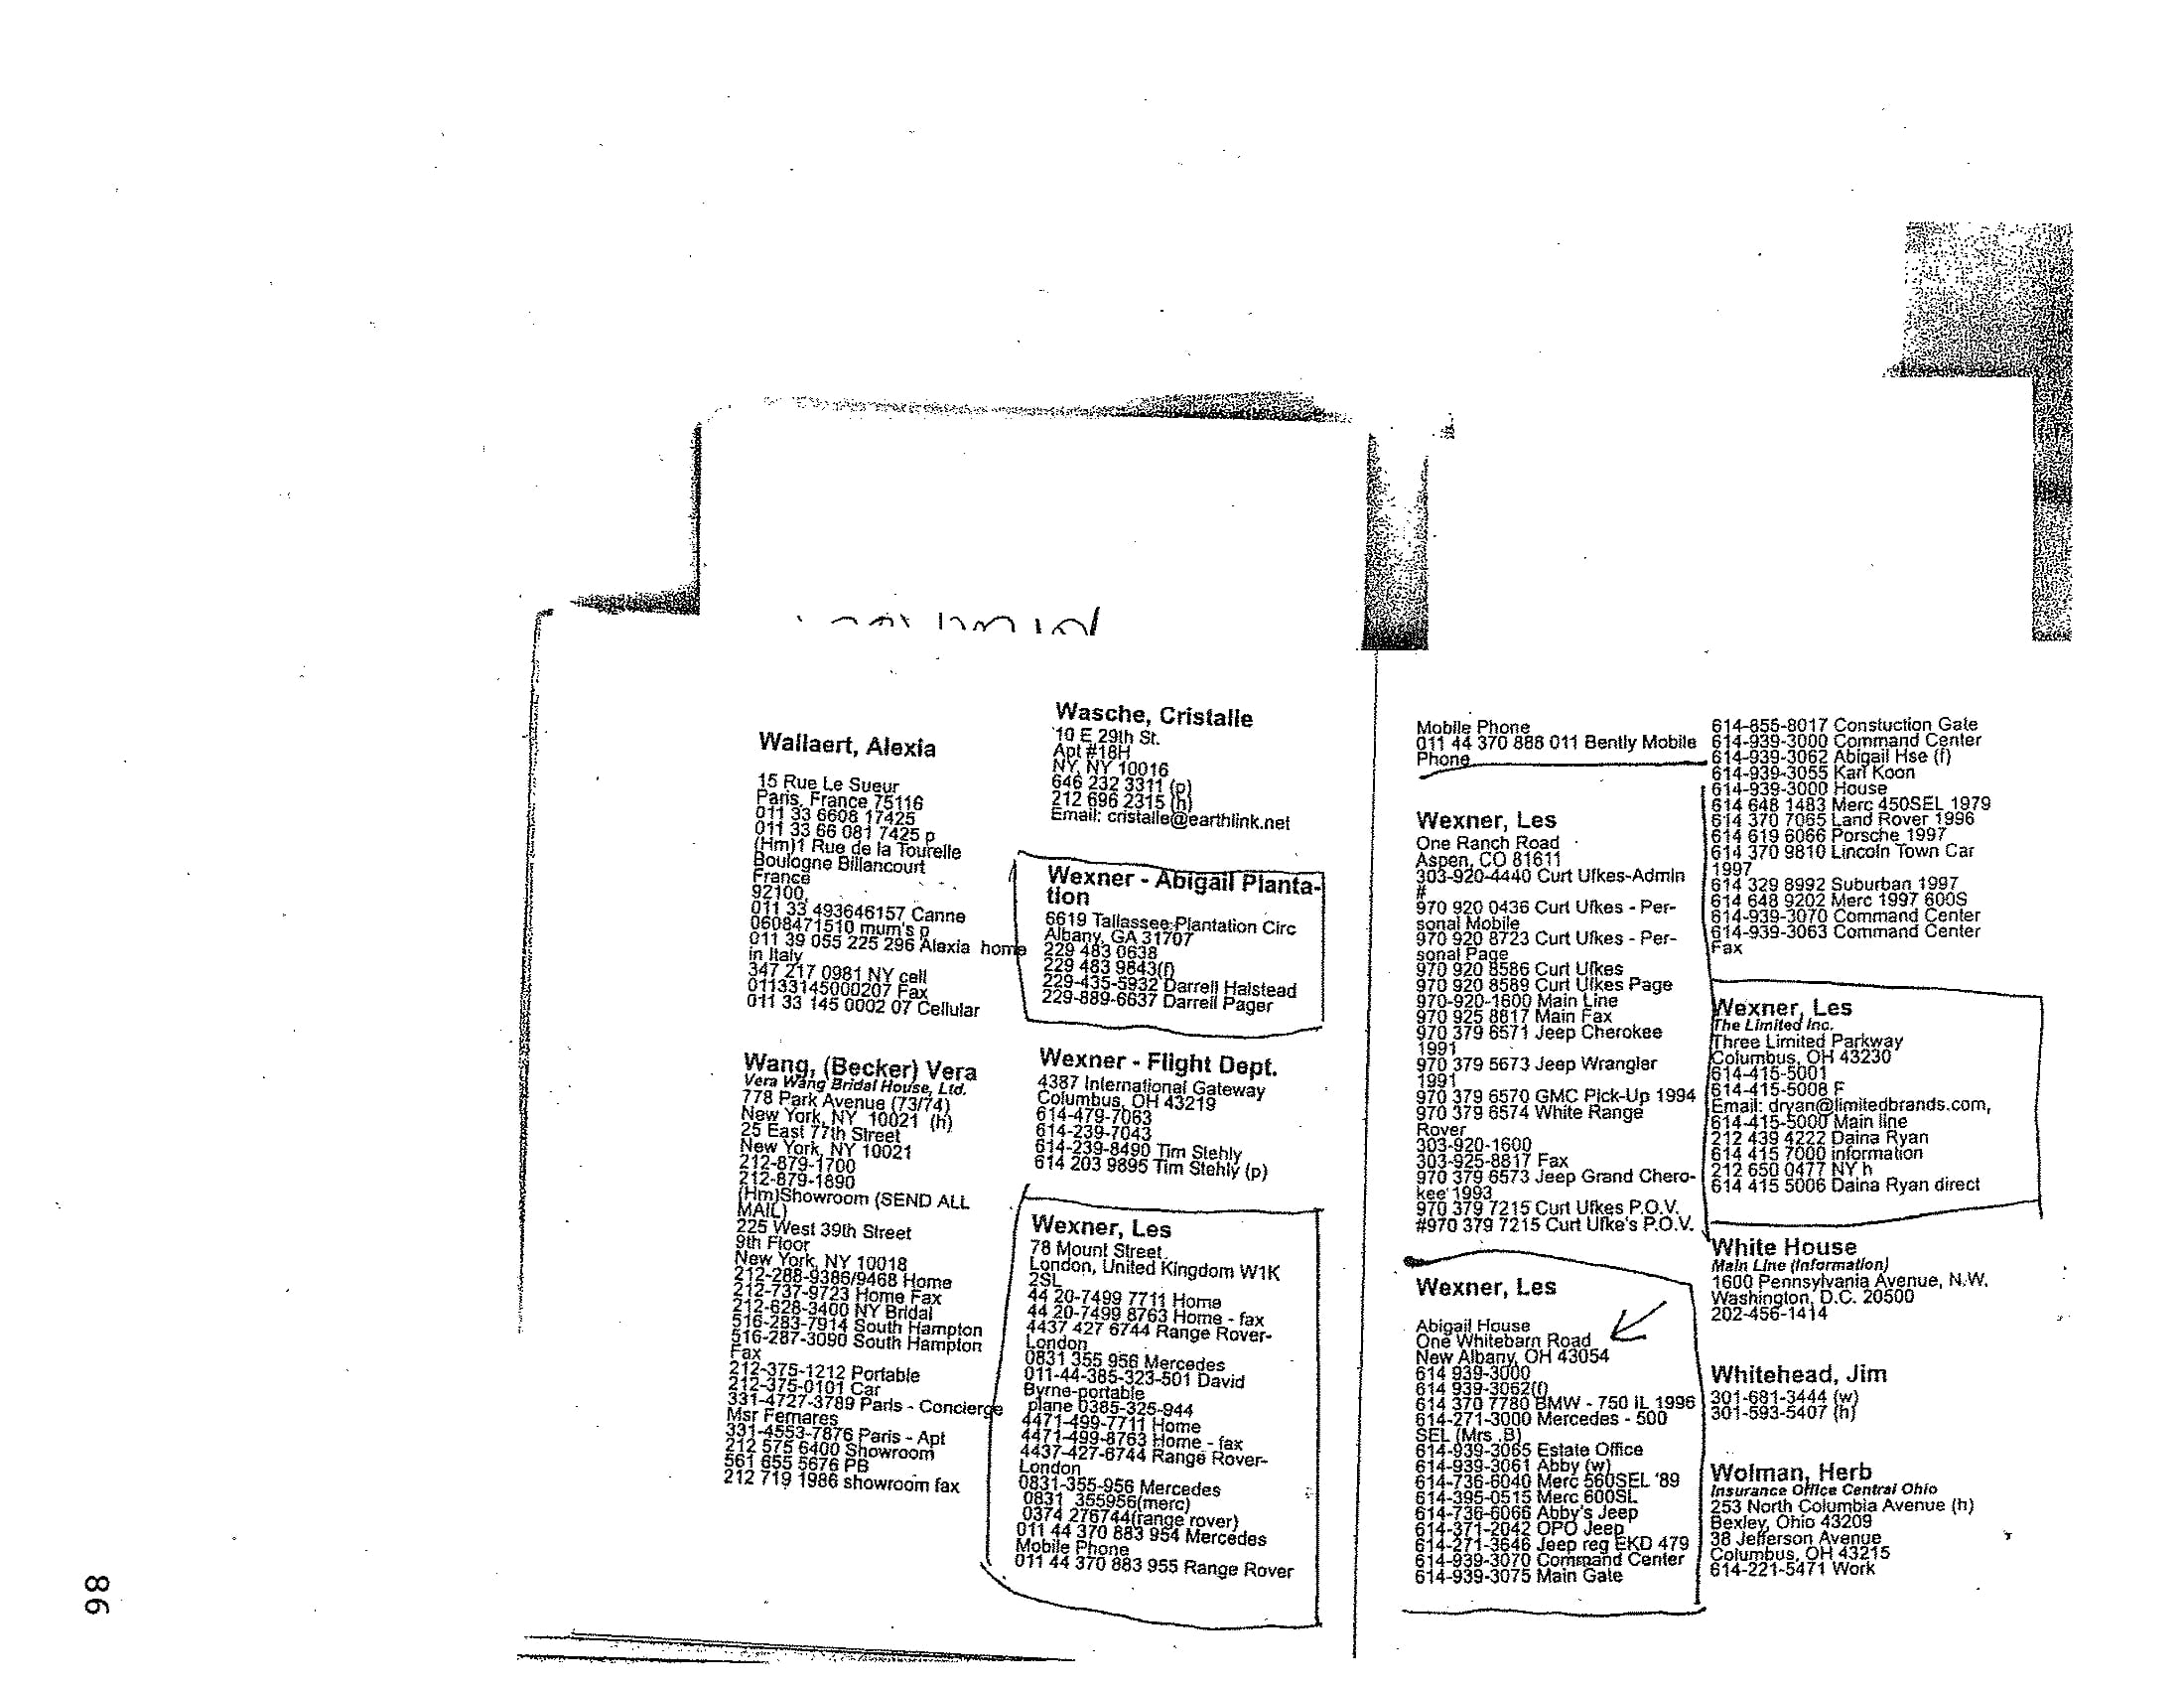 Wallaert, Alexia
15 Rue Le Sueur
Paris, France 75116
011 33 6608 17425
011 33 66 081 7425 p
(Hm)1 Rue de la Tourelle
Boulogne Billancourt
France
92100,
011 33 493646157 Canne
0608471510 mum's p
011 39 055 225 296 Alexia home
in Italy
347 217 0981 NY cell
01133145000207 Fax
011 33 145 0002 07 Cellular
Wang, (Becker) Vera
Vera Wang Bridal House, Ltd.
778 Park Avenue (73/74)
New York, NY 10021 (h)
25 East 77th Street
New York, NY 10021
212-879-1700
212-879-1890
(Hm)Showroom (SEND ALL
MAIL)
225 West 39th Street
9th Floor
New York, NY 10018
212-288-9386/9468 Home
212-737-9723 Home Fax
212-628-3400 NY Bridal
516-283-7914 South Hampton
516-287-3090 South Hampton
Fax
212-375-1212 Portable
212-375-0101 Car
331-4727-3789 Paris - Concierge
Msr Fernares
331-4553-7876 Paris - Apt
212 575 6400 Showroom
561 655 5676 PB
212 719 1986 showroom fax
Wasche, Cristalle
10 E 29th St.
Apt #18H
NY, NY 10016
646 232 3311 (p)
212 696 2315 (h)
Email: cristalle@earthlink.net
Wexner - Abigail Planta-
tion
6619 Tallassee Plantation Circ
Albany, GA 31707
229 483 0638
229 483 9843(f)
229-435-5932 Darrell Halstead
229-889-6637 Darrell Pager
Wexner - Flight Dept.
4387 International Gateway
Columbus, OH 43219
614-479-7063
614-239-7043
614-239-8490 Tim Stehly
614 203 9895 Tim Stehly (p)
Wexner, Les
78 Mount Street
London, United Kingdom W1K
2SL
44 20-7499 7711 Home
44 20-7499 8763 Home - fax
4437 427 6744 Range Rover-
London
0831 355 956 Mercedes
011-44-385-323-501 David
Byrne-portable
plane 0385-325-944
4471-499-7711 Home
4471-499-8763 Home - fax
4437-427-6744 Range Rover-
London
0831-355-956 Mercedes
0831 355956(merc)
0374 276744(range rover)
011 44 370 883 954 Mercedes
Mobile Phone
011 44 370 883 955 Range Rover
Mobile Phone
011 44 370 888 011 Bently Mobile
Phone
Wexner, Les
One Ranch Road
Aspen, CO 81611
303-920-4440 Curt Ufkes-Admin
#
970 920 0436 Curt Ufkes - Per-
sonal Mobile
970 920 8723 Curt Ufkes - Per-
sonal Page
970 920 8586 Curt Ufkes
970 920 8589 Curt Ufkes Page
970-920-1600 Main Line
970 925 8817 Main Fax
970 379 6571 Jeep Cherokee
1991
970 379 5673 Jeep Wrangler
1991
970 379 6570 GMC Pick-Up 1994
970 379 6574 White Range
Rover
303-920-1600
303-925-8817 Fax
970 379 6573 Jeep Grand Chero-
kee'1993
970 379 7215 Curt Ufkes P.O.V.
#970 379 7215 Curt Ufke's P.O.V.
Wexner, Les
Abigail House
One Whitebarn Road
New Albany, OH 43054
614 939-3000
614 939-3062(f)
614 370 7780 BMW - 750 IL 1996
614-271-3000 Mercedes - 500
SEL (Mrs .B)
614-939-3065 Estate Office
614-939-3061 Abby (w)
614-736-6040 Merc 560SEL '89
614-395-0515 Merc 600SL
614-736-6066 Abby's Jeep
614-371-2042 OPO Jeep
614-271-3646 Jeep reg EKD 479
614-939-3070 Command Center
614-939-3075 Main Gate
614-855-8017 Constuction Gate
614-939-3000 Command Center
614-939-3062 Abigail Hse (f)
614-939-3055 Karl Koon
614-939-3000 House
614 648 1483 Merc 450SEL 1979
614 370 7065 Land Rover 1996
614 619 6066 Porsche 1997
614 370 9810 Lincoln Town Car
1997
614 329 8992 Suburban 1997
614 648 9202 Merc 1997 600S
614-939-3070 Command Center
614-939-3063 Command Center
Fax
Wexner, Les
The Limited Inc.
Three Limited Parkway
Columbus, OH 43230
614-415-5001
614-415-5008 F
Email: dryan@limitedbrands.com,
614-415-5000 Main line
212 439 4222 Daina Ryan
614 415 7000 information
212 650 0477 NY h
614 415 5006 Daina Ryan direct
White House
Main Line (Information)
1600 Pennsylvania Avenue, N.W.
Washington, D.C. 20500
202-456-1414
Whitehead, Jim
301-681-3444 (w)
301-593-5407 (h)
Wolman, Herb
Insurance Office Central Ohio
253 North Columbia Avenue (h)
Bexley, Ohio 43209
38 Jefferson Avenue
Columbus, OH 43215
614-221-5471 Work
86